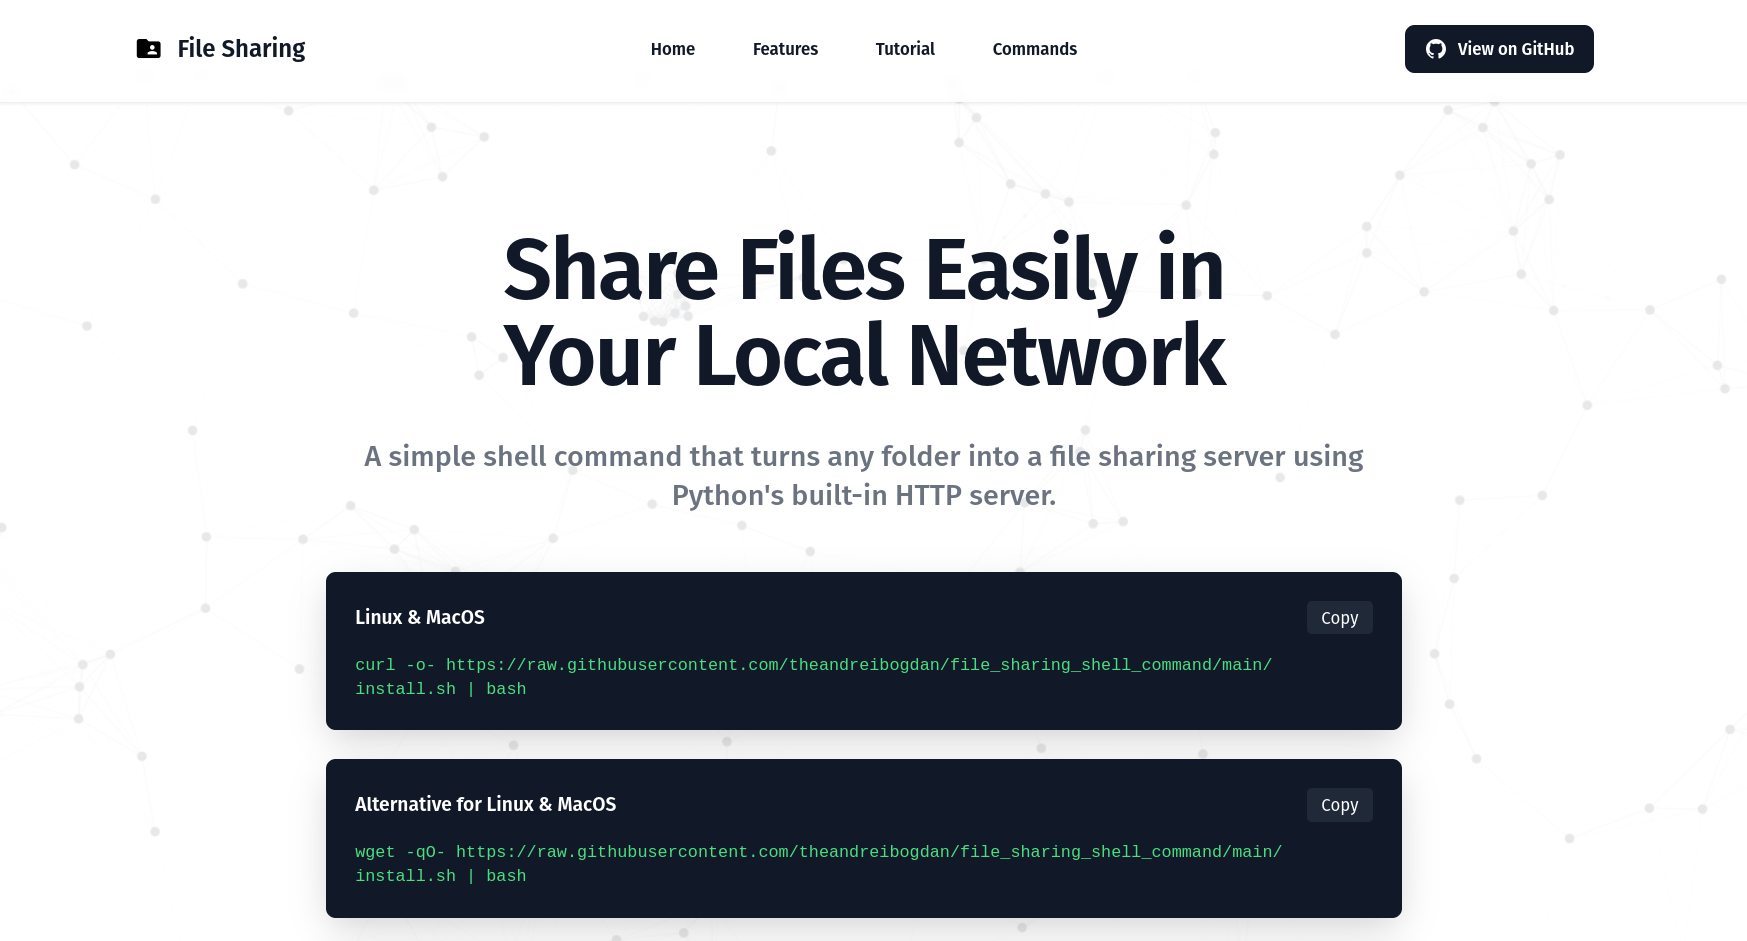 File Sharing
Home
Features
Tutorial
Commands
View on GitHub
Share Files Easily in
Your Local Network
A simple shell command that turns any folder into a file sharing server using
Python's built-in HTTP server.
Linux & MacOS
Copy
curl -o- https://raw.githubusercontent.com/theandreibogdan/file_sharing_shell_command/main/
install.sh | bash
Alternative for Linux & MacOS
Copy
wget -qO- https://raw.githubusercontent.com/theandreibogdan/file_sharing_shell_command/main/
install.sh | bash